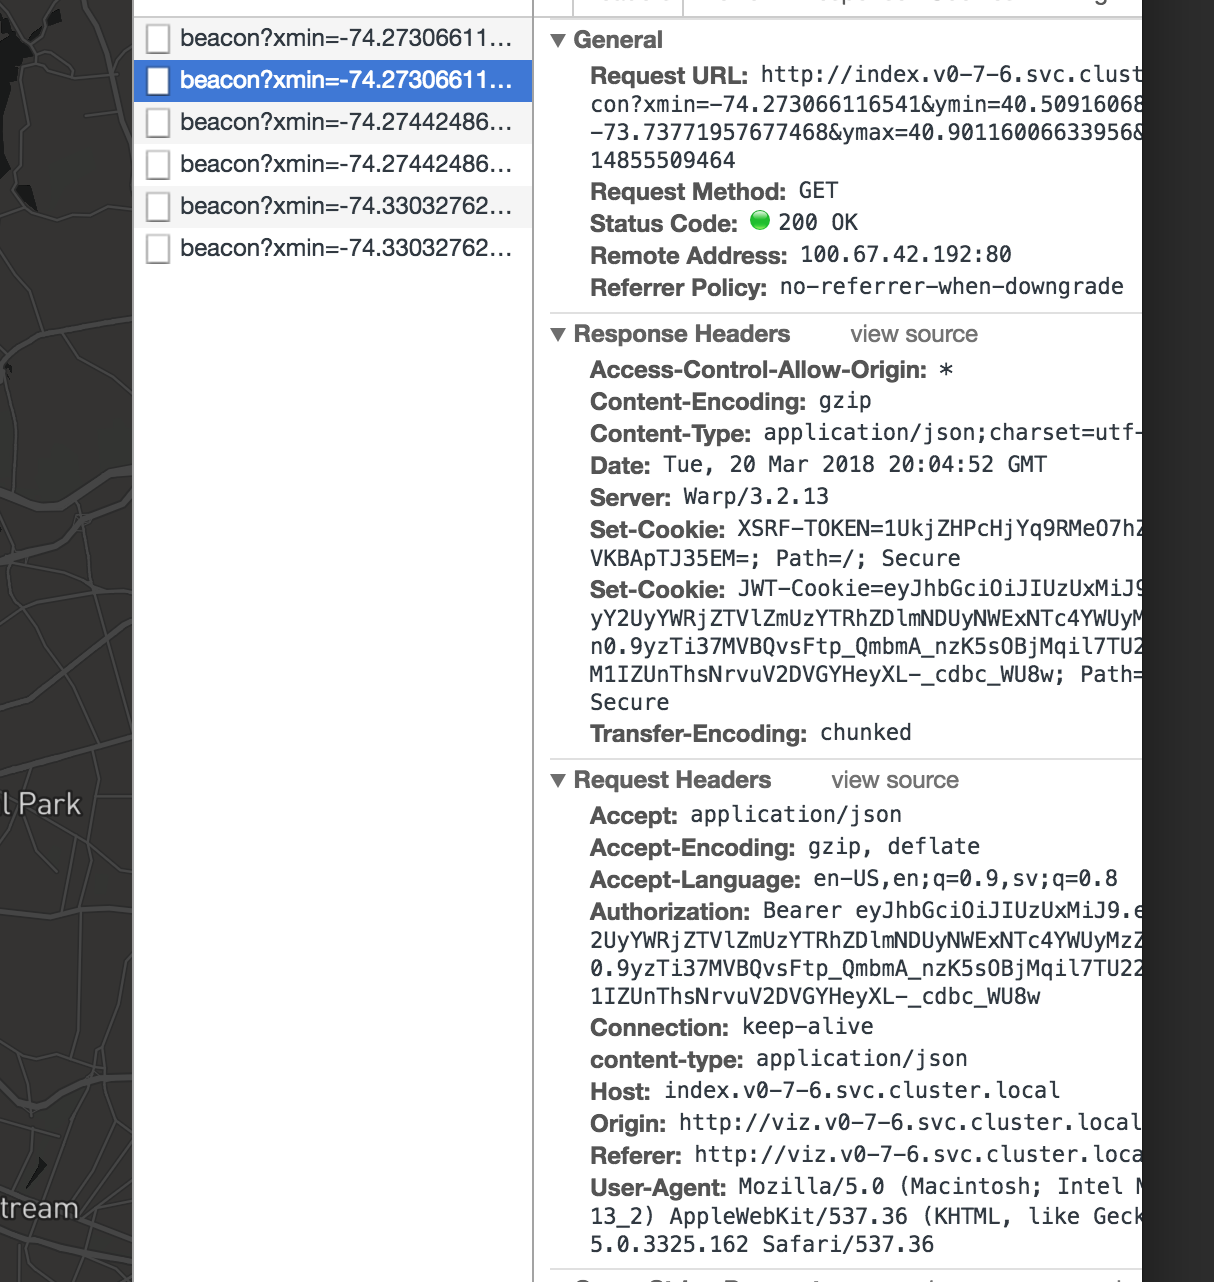 beacon?xmin=-74.27306611...
beacon?xmin=-74.27306611...
beacon?xmin=-74.27442486...
beacon?xmin=-74.27442486...
beacon?xmin=-74.33032762...
beacon?xmin=-74.33032762...
General
Request URL: http://index.v0-7-6.svc.clust
con?xmin=-74.273066116541&ymin=40.50916068
-73.73771957677468&ymax=40.90116006633956&
14855509464
Request Method: GET
Status Code: 200 OK
Remote Address: 100.67.42.192:80
Referrer Policy: no-referrer-when-downgrade
Response Headers view source
Access-Control-Allow-Origin: *
Content-Encoding: gzip
Content-Type: application/json;charset=utf-
Date: Tue, 20 Mar 2018 20:04:52 GMT
Server: Warp/3.2.13
Set-Cookie: XSRF-TOKEN=1UkjZHPcHjYq9RMeO7hZ
VKBApTJ35EM=; Path=/; Secure
Set-Cookie: JWT-Cookie=eyJhbGciOiJIUzUxMiJ9
yY2UyYWRjZTVlZmUzYTRhZDlmNDUyNWExNTc4YWUyM
n0.9yzTi37MVBQvsFtp_QmbmA_nzK5sOBjMqil7TU2
M1IZUnThsNrvuV2DVGYHeyXL-_cdbc_WU8w; Path=
Secure
Transfer-Encoding: chunked
Request Headers view source
Accept: application/json
Accept-Encoding: gzip, deflate
Accept-Language: en-US,en;q=0.9,sv;q=0.8
Authorization: Bearer eyJhbGciOiJIUzUxMiJ9.e
2UyYWRjZTVlZmUzYTRhZDlmNDUyNWExNTc4YWUyMzZ
0.9yzTi37MVBQvsFtp_QmbmA_nzK5sOBjMqil7TU22
1IZUnThsNrvuV2DVGYHeyXL-_cdbc_WU8w
Connection: keep-alive
content-type: application/json
Host: index.v0-7-6.svc.cluster.local
Origin: http://viz.v0-7-6.svc.cluster.local
Referer: http://viz.v0-7-6.svc.cluster.loca
User-Agent: Mozilla/5.0 (Macintosh; Intel M
13_2) AppleWebKit/537.36 (KHTML, like Geck
5.0.3325.162 Safari/537.36
l Park
tream